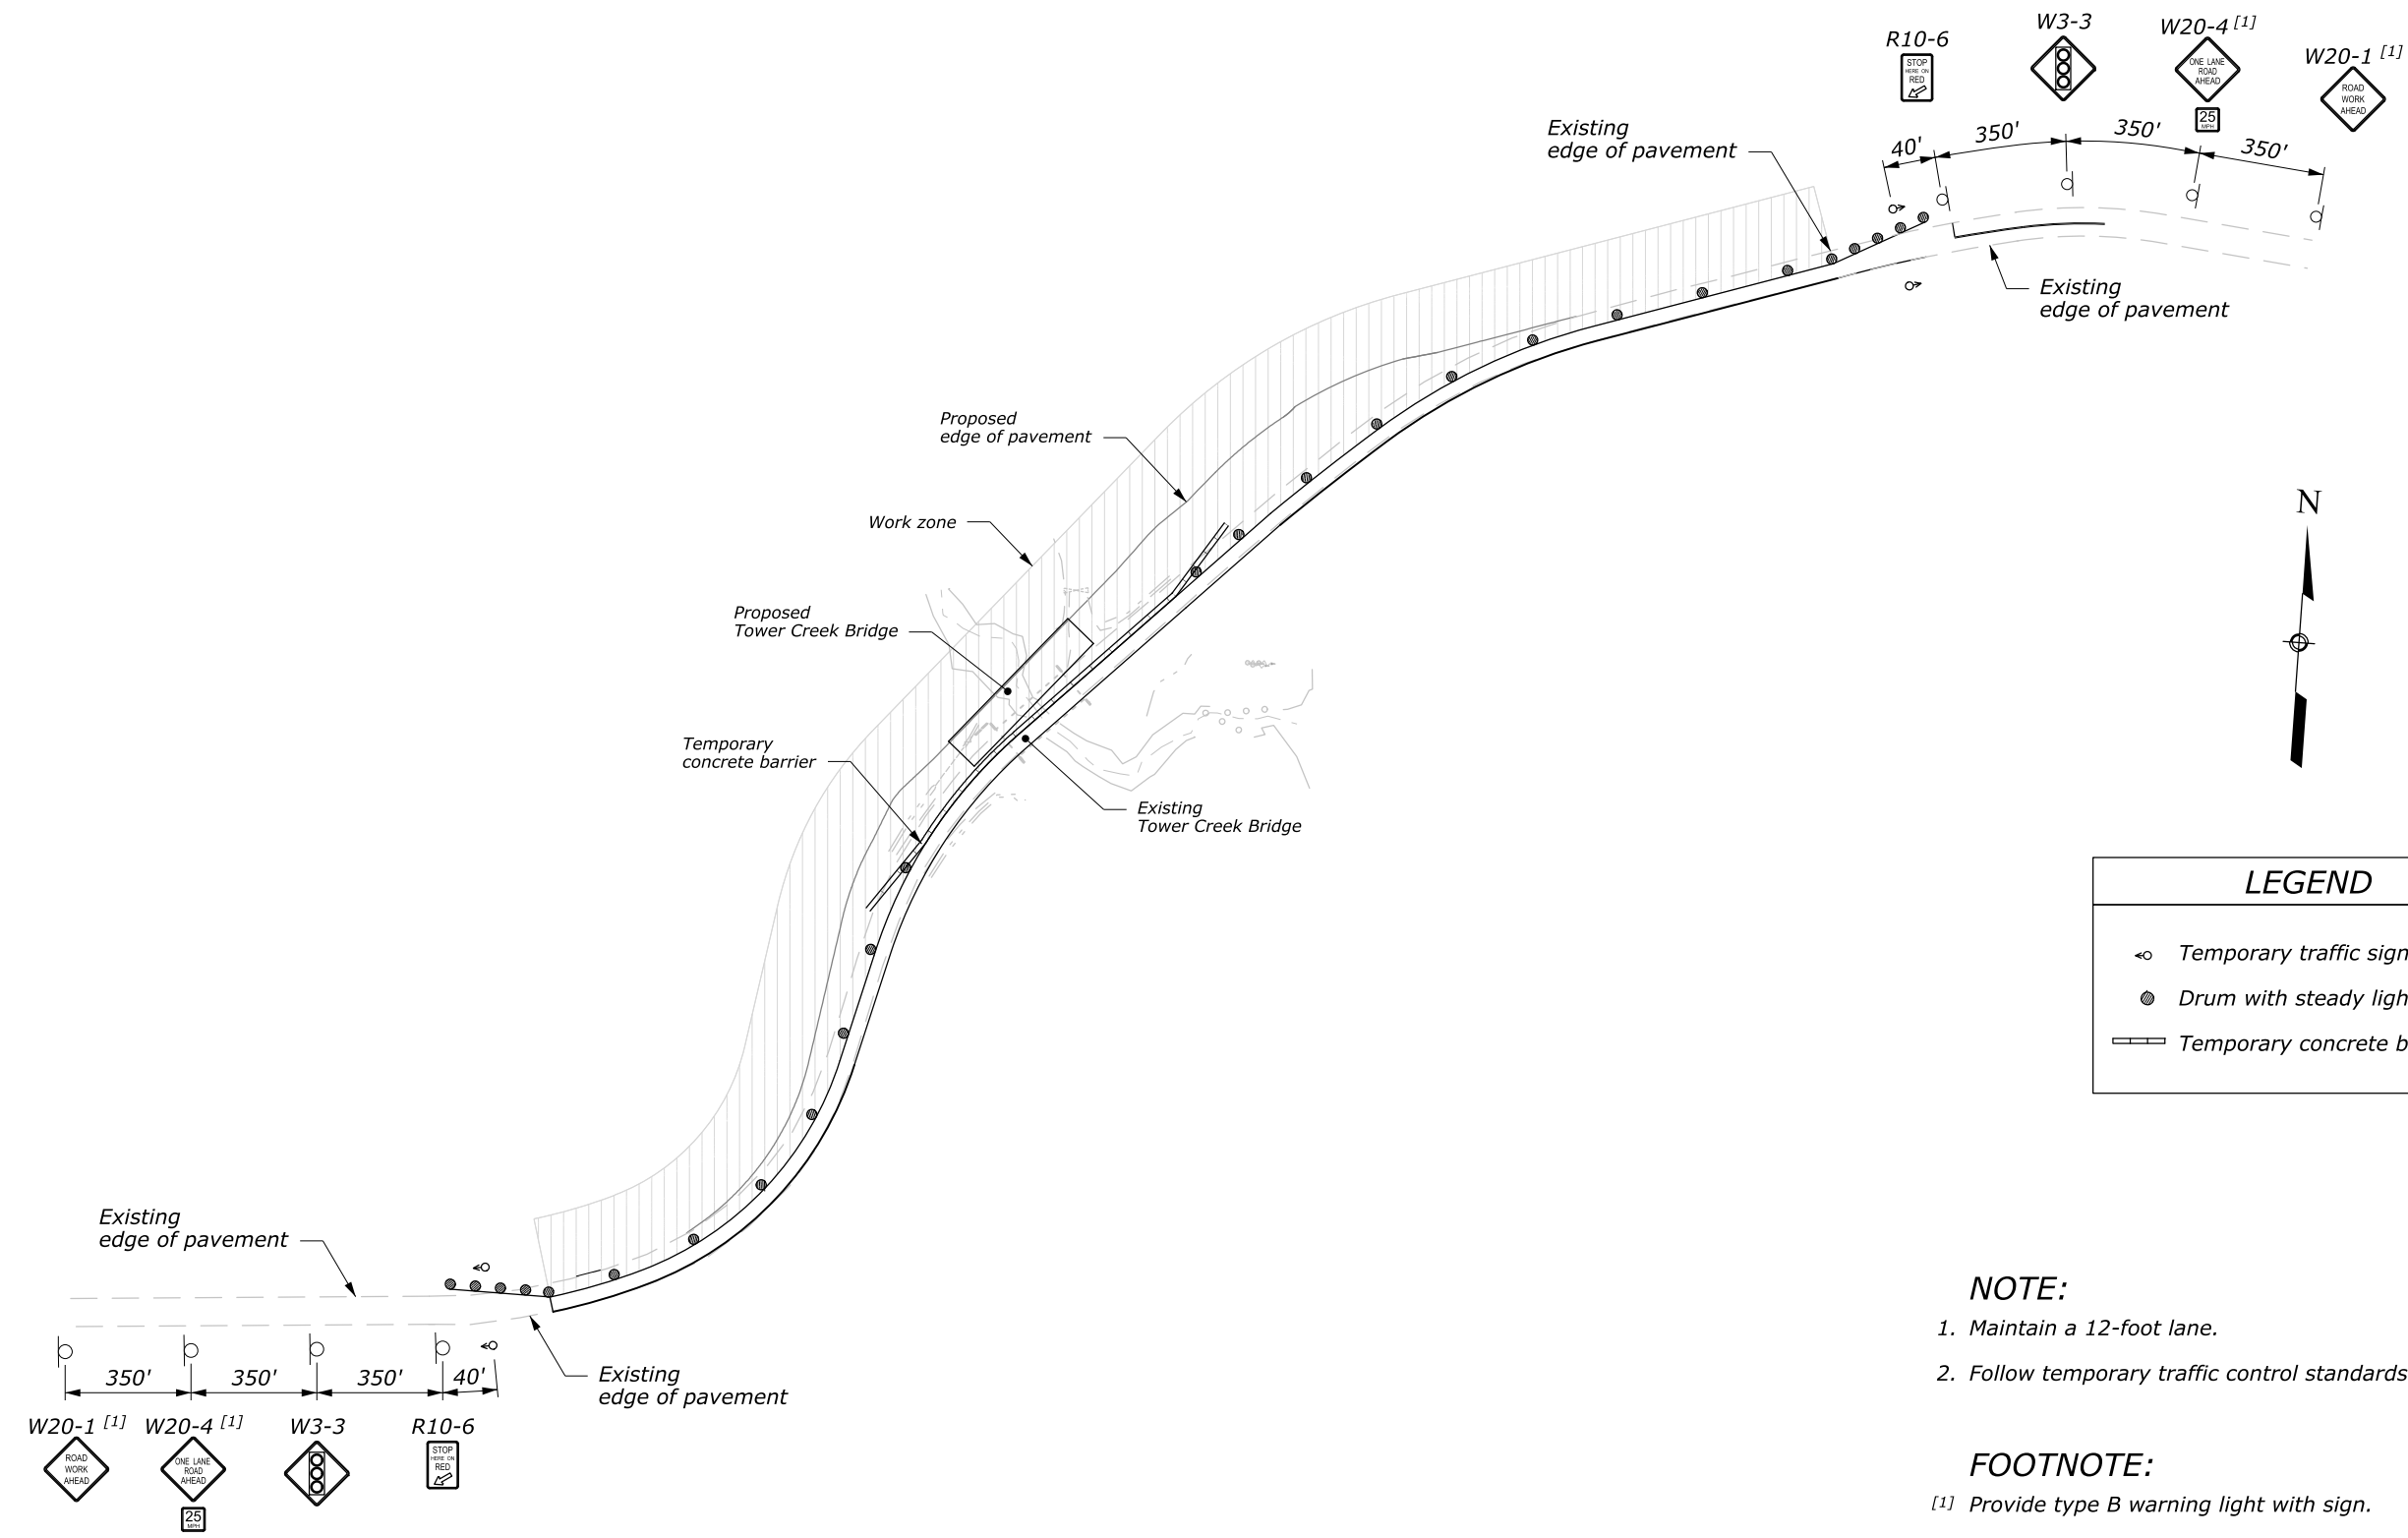 W3-3
W20-4 [1]
R10-6
W20-1 [1]
STOP
HERE ON
RED
ONE LANE
ROAD
AHEAD
ROAD
WORK
AHEAD
25
MPH
Existing
edge of pavement
40'
350'
350'
350'
Existing
edge of pavement
Proposed
edge of pavement
N
Work zone
Proposed
Tower Creek Bridge
Temporary
concrete barrier
Existing
Tower Creek Bridge
LEGEND
Temporary traffic sign
Drum with steady ligh
Temporary concrete b
Existing
edge of pavement
350'
350'
350'
40'
Existing
edge of pavement
W20-1 [1]
W20-4 [1]
W3-3
R10-6
ROAD
WORK
AHEAD
ONE LANE
ROAD
AHEAD
25
MPH
STOP
HERE ON
RED
NOTE:
1. Maintain a 12-foot lane.
2. Follow temporary traffic control standards
FOOTNOTE:
[1] Provide type B warning light with sign.